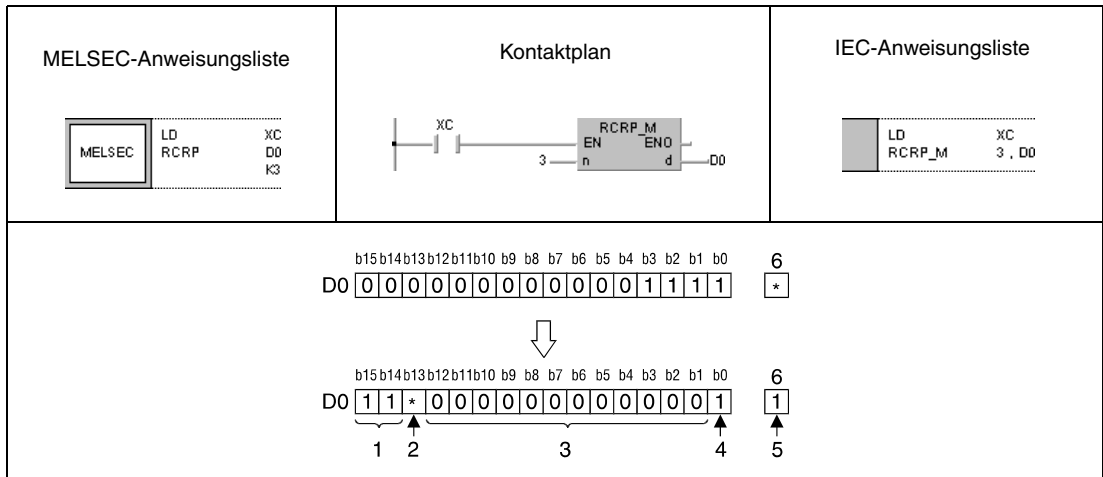 MELSEC-Anweisungsliste
MELSEC
LD XC
RCRP D0
K3
Kontaktplan
XC
RCRP_M
EN ENO
3 n d D0
IEC-Anweisungsliste
LD XC
RCRP_M 3 , D0
b15 b14 b13 b12 b11 b10 b9 b8 b7 b6 b5 b4 b3 b2 b1 b0 6
D0 0 0 0 0 0 0 0 0 0 0 0 0 1 1 1 1 *
b15 b14 b13 b12 b11 b10 b9 b8 b7 b6 b5 b4 b3 b2 b1 b0 6
D0 1 1 * 0 0 0 0 0 0 0 0 0 0 0 0 1 1
1 2 3 4 5